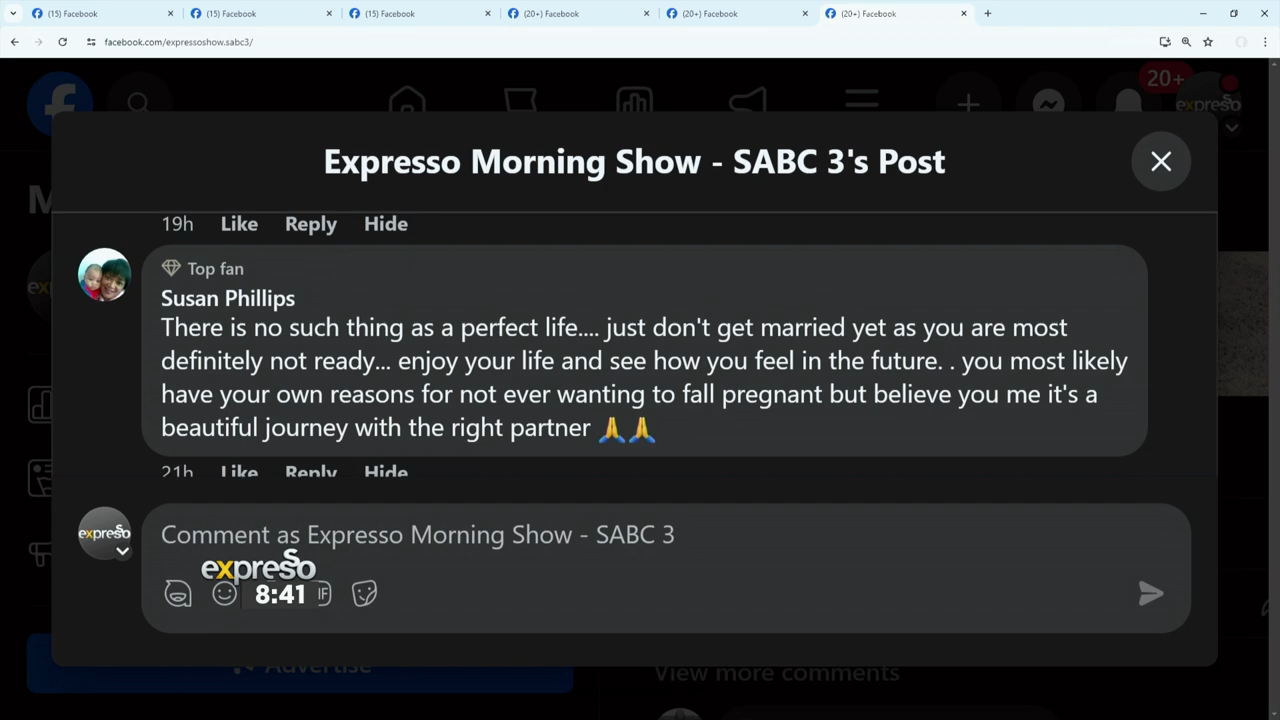 (15) Facebook
(15) Facebook
(15) Facebook
(20+) Facebook
(20+) Facebook
(20+) Facebook
facebook.com/expressoshow.sabc3/
20+
expresso
M
Expresso Morning Show - SABC 3's Post
19h Like Reply Hide
Top fan
Susan Phillips
There is no such thing as a perfect life.... just don't get married yet as you are most
definitely not ready... enjoy your life and see how you feel in the future. . you most likely
have your own reasons for not ever wanting to fall pregnant but believe you me it's a
beautiful journey with the right partner 🙏🙏
21h Like Reply Hide
expresso
Comment as Expresso Morning Show - SABC 3
expresso
8:41
Advertise
View more comments